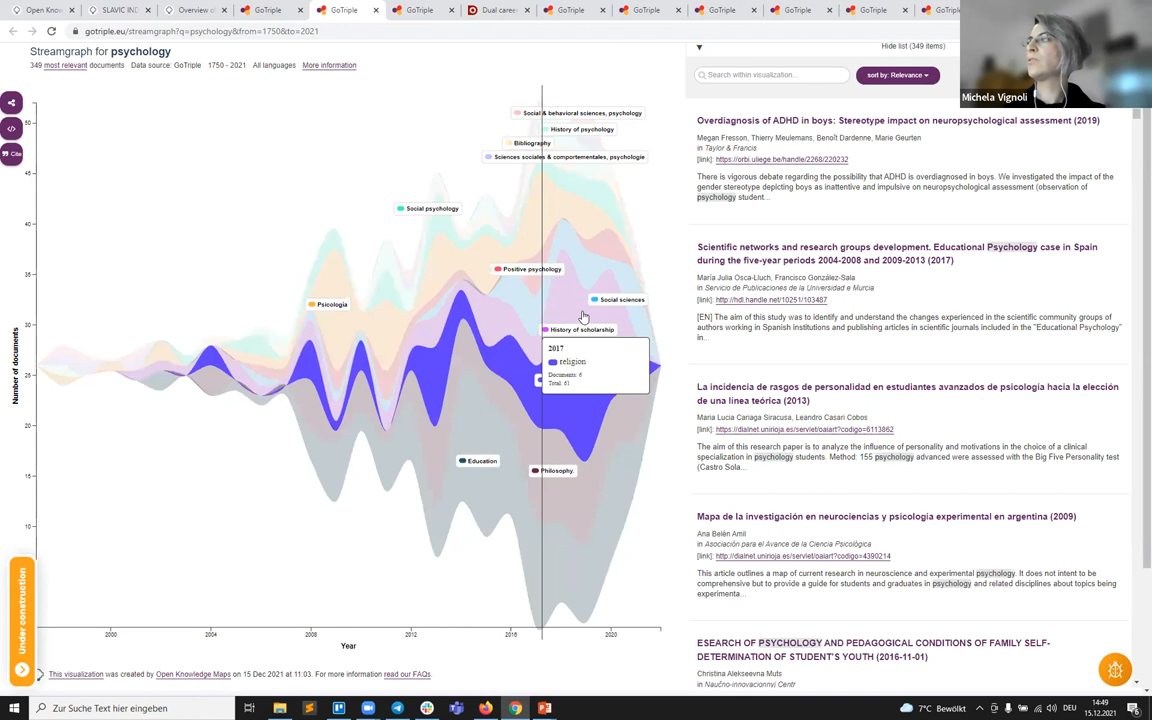 Open Know
SLAVIC IND
Overview o
GoTriple
GoTriple
GoTriple
Dual caree
GoTriple
GoTriple
GoTriple
GoTriple
GoTriple
GoTriple
gotriple.eu/streamgraph?q=psychology&from=1750&to=2021
Streamgraph for psychology
349 most relevant documents Data source: GoTriple 1750 - 2021 All languages More information
Cite
Number of documents
50
45
40
35
30
25
20
15
10
Social & behavioral sciences, psychology
History of psychology
Bibliography
Sciences sociales & comportementales, psychologie
Social psychology
Positive psychology
Social sciences
Psicología
History of scholarship
2017
religion
Documents: 6
Total: 61
Education
Philosophy.
2000
2004
2008
2012
2016
2020
Year
Under construction
This visualization was created by Open Knowledge Maps on 15 Dec 2021 at 11:03. For more information read our FAQs.
Hide list (349 items)
Search within visualization...
sort by: Relevance
Michela Vignoli
Overdiagnosis of ADHD in boys: Stereotype impact on neuropsychological assessment (2019)
Megan Fresson, Thierry Meulemans, Benoît Dardenne, Marie Geurten
in Taylor & Francis
[link]: https://orbi.uliege.be/handle/2268/220232
There is vigorous debate regarding the possibility that ADHD is overdiagnosed in boys. We investigated the impact of the
gender stereotype depicting boys as inattentive and impulsive on neuropsychological assessment (observation of
psychology student...
Scientific networks and research groups development. Educational Psychology case in Spain
during the five-year periods 2004-2008 and 2009-2013 (2017)
María Julia Osca-Lluch, Francisco González-Sala
in Servicio de Publicaciones de la Universidad e Murcia
[link]: http://hdl.handle.net/10251/103487
[EN] The aim of this study was to identify and understand the changes experienced in the scientific community groups of
authors working in Spanish institutions and publishing articles in scientific journals included in the "Educational Psychology"
in...
La incidencia de rasgos de personalidad en estudiantes avanzados de psicología hacia la elección
de una línea teórica (2013)
Maria Lucia Cariaga Siracusa, Leandro Casari Cobos
[link]: https://dialnet.unirioja.es/servlet/oaiart?codigo=6113862
The aim of this research paper is to analyze the influence of personality and motivations in the choice of a clinical
specialization in psychology students. Method: 155 psychology advanced were assessed with the Big Five Personality test
(Castro Sola...
Mapa de la investigación en neurociencias y psicología experimental en argentina (2009)
Ana Belén Amil
in Asociación para el Avance de la Ciencia Psicológica
[link]: http://dialnet.unirioja.es/servlet/oaiart?codigo=4390214
This article outlines a map of current research in neuroscience and experimental psychology. It does not intend to be
comprehensive but to provide a guide for students and graduates in psychology and related disciplines about topics being
experimenta...
ESEARCH OF PSYCHOLOGY AND PEDAGOGICAL CONDITIONS OF FAMILY SELF-
DETERMINATION OF STUDENT'S YOUTH (2016-11-01)
Christina Alekseevna Muts
in Naučno-innovacionnyj Centr
Zur Suche Text hier eingeben
7°C Bewölkt
DEU
14:49
15.12.2021